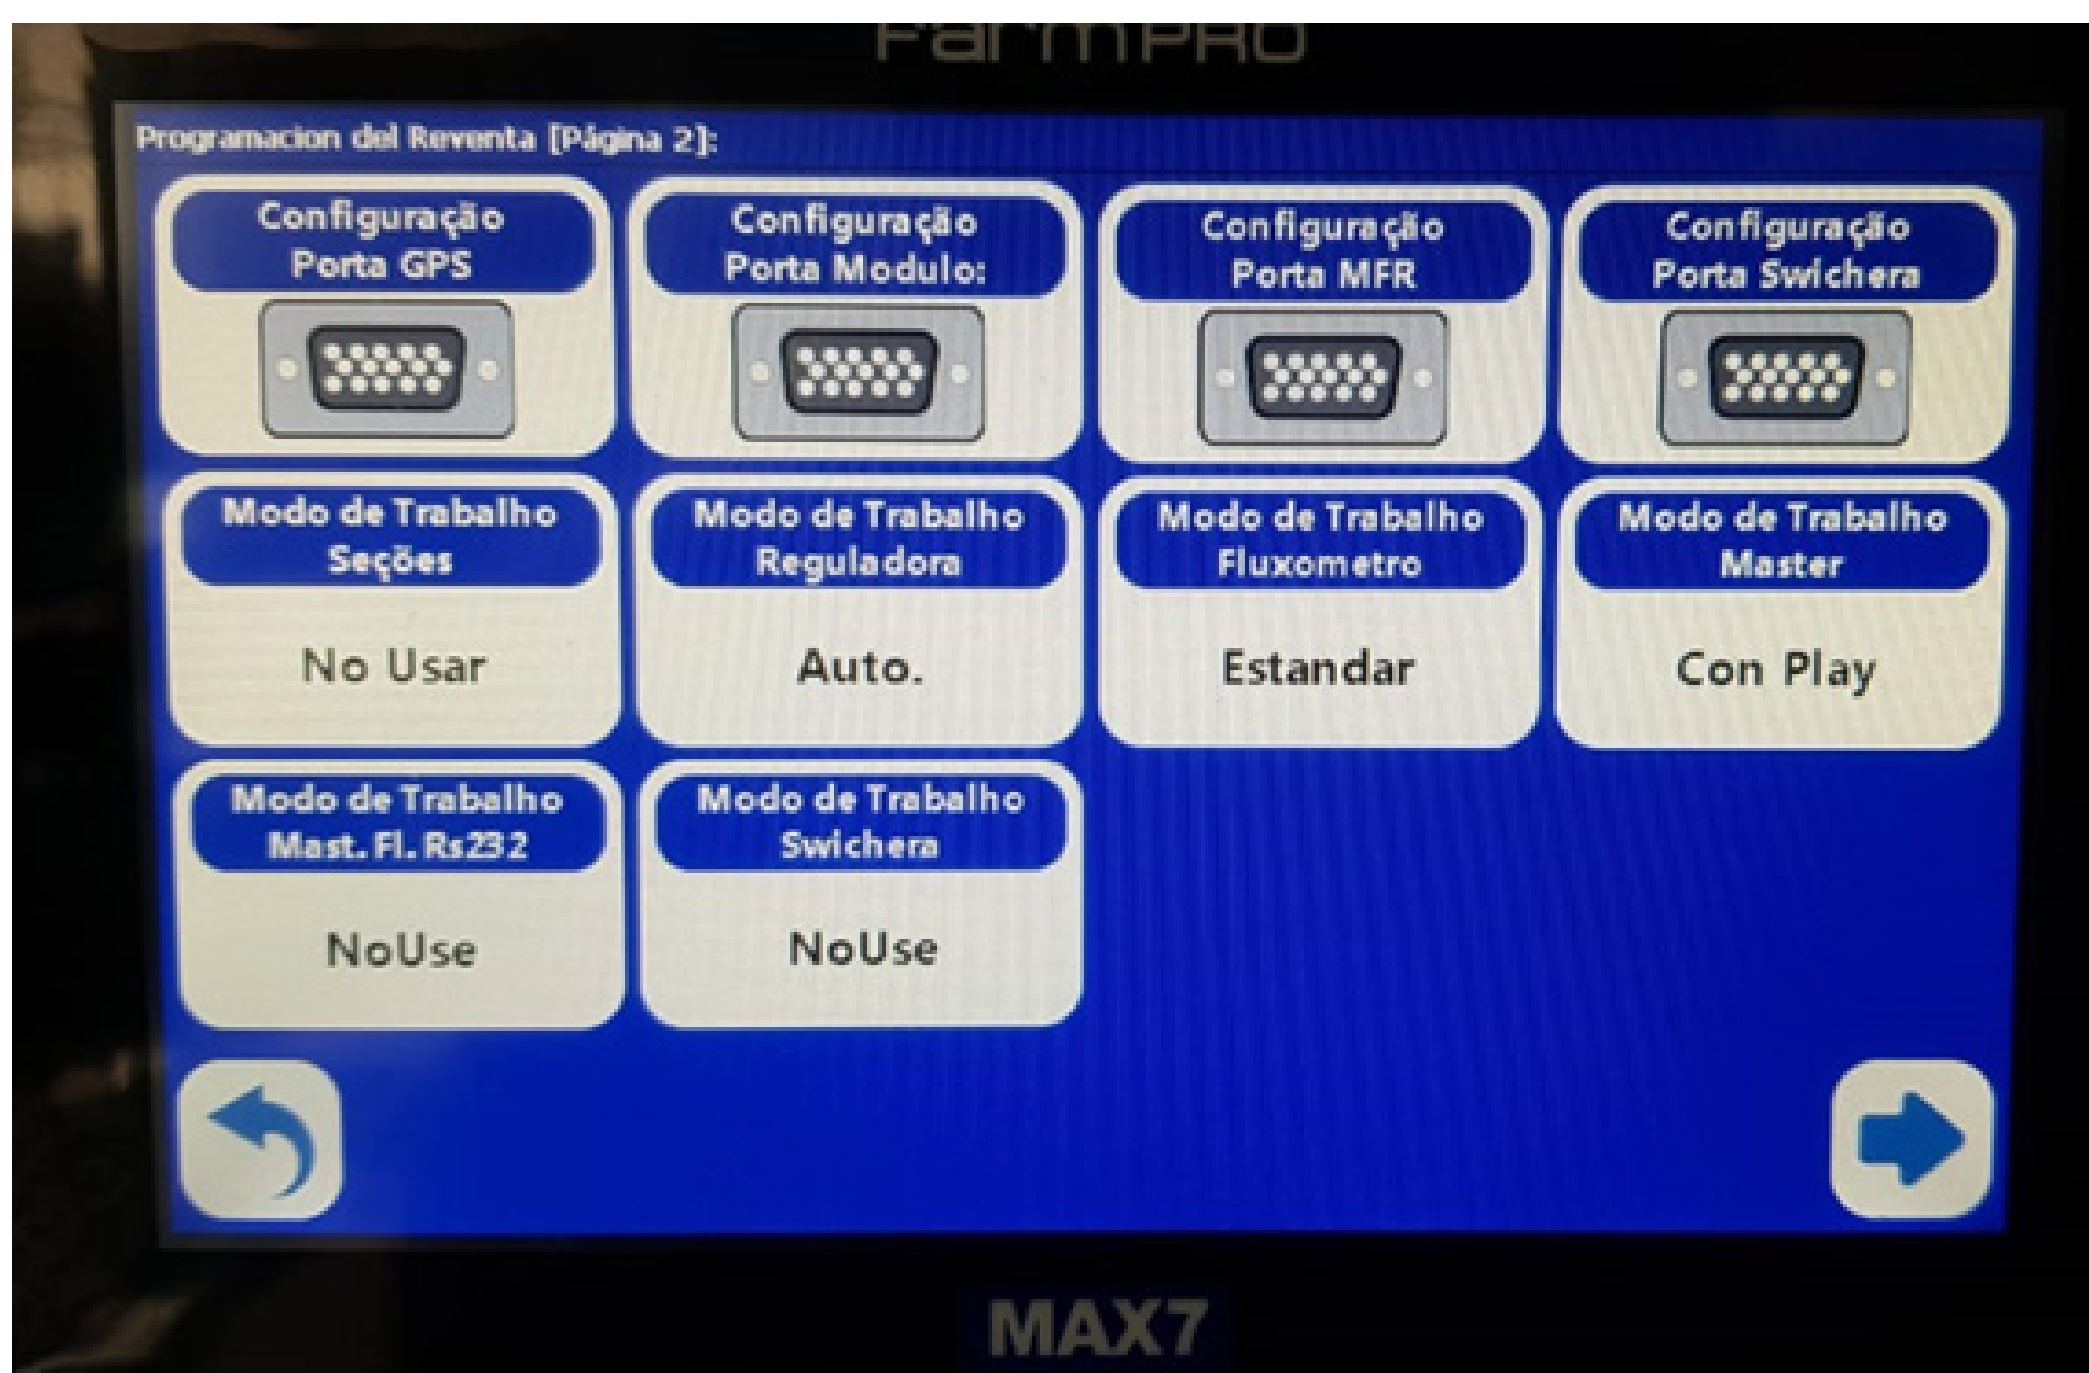 FarmPRO
Programacion del Reventa [Página 2]:
Configuração
Porta GPS
Configuração
Porta Modulo:
Configuração
Porta MFR
Configuração
Porta Swichera
Modo de Trabalho
Seções
No Usar
Modo de Trabalho
Reguladora
Auto.
Modo de Trabalho
Fluxometro
Estandar
Modo de Trabalho
Master
Con Play
Modo de Trabalho
Mast. Fl. Rs232
NoUse
Modo de Trabalho
Swichera
NoUse
MAX7